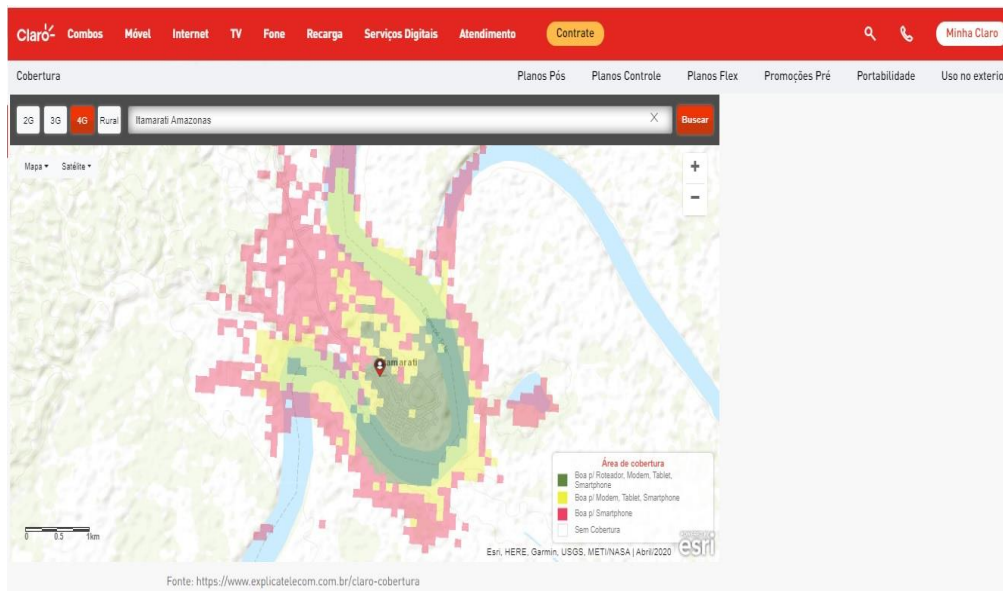 Claro Combos Móvel Internet TV Fone Recarga Serviços Digitais Atendimento Contrate Minha Claro
Cobertura Planos Pós Planos Controle Planos Flex Promoções Pré Portabilidade Uso no exterio
2G 3G 4G Rural Itamarati Amazonas X Buscar
Mapa Satélite
+
−
Itamarati
Área de cobertura
Boa p/ Roteador, Modem, Tablet,
Smartphone
Boa p/ Modem, Tablet, Smartphone
Boa p/ Smartphone
Sem Cobertura
0 0.5 1km
Esri, HERE, Garmin, USGS, METI/NASA | Abril/2020
esri
Fonte: https://www.explicatelecom.com.br/claro-cobertura